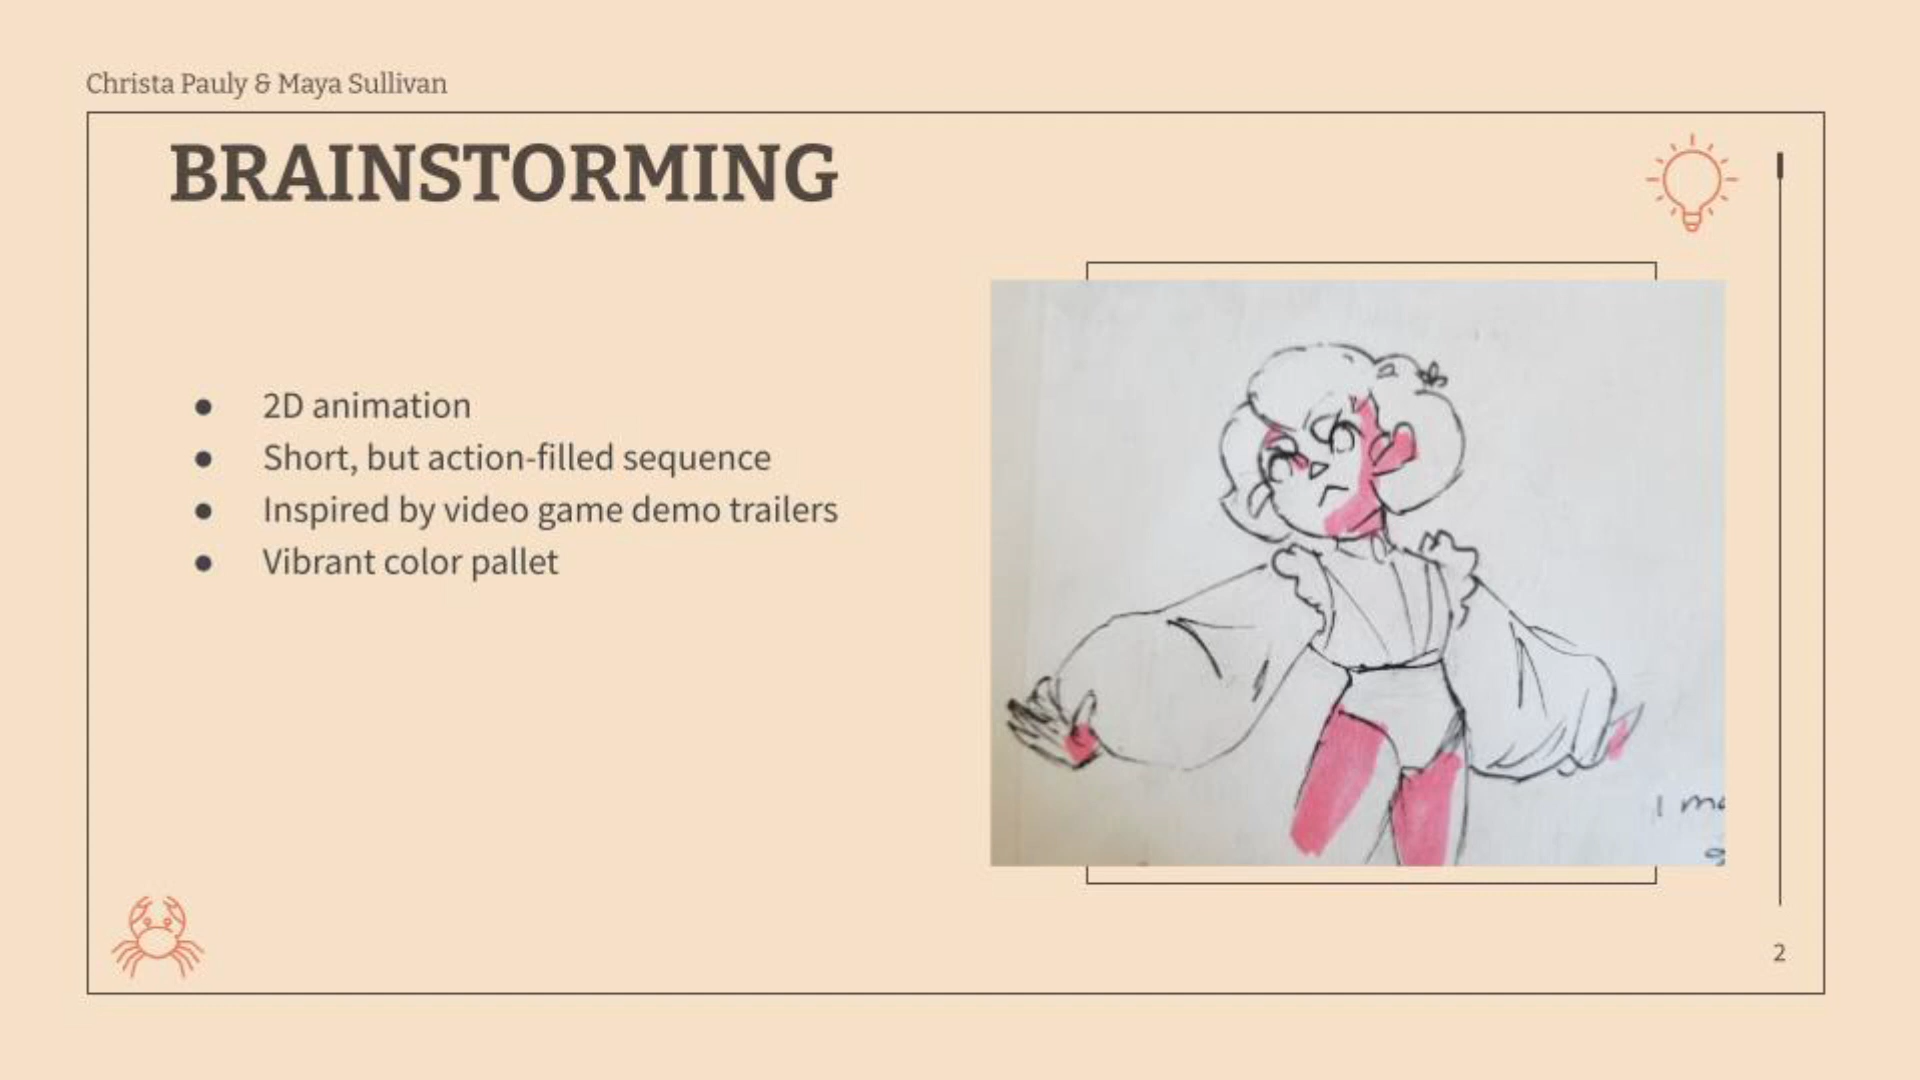 Christa Pauly & Maya Sullivan
BRAINSTORMING
2D animation
Short, but action-filled sequence
Inspired by video game demo trailers
Vibrant color pallet
I
2